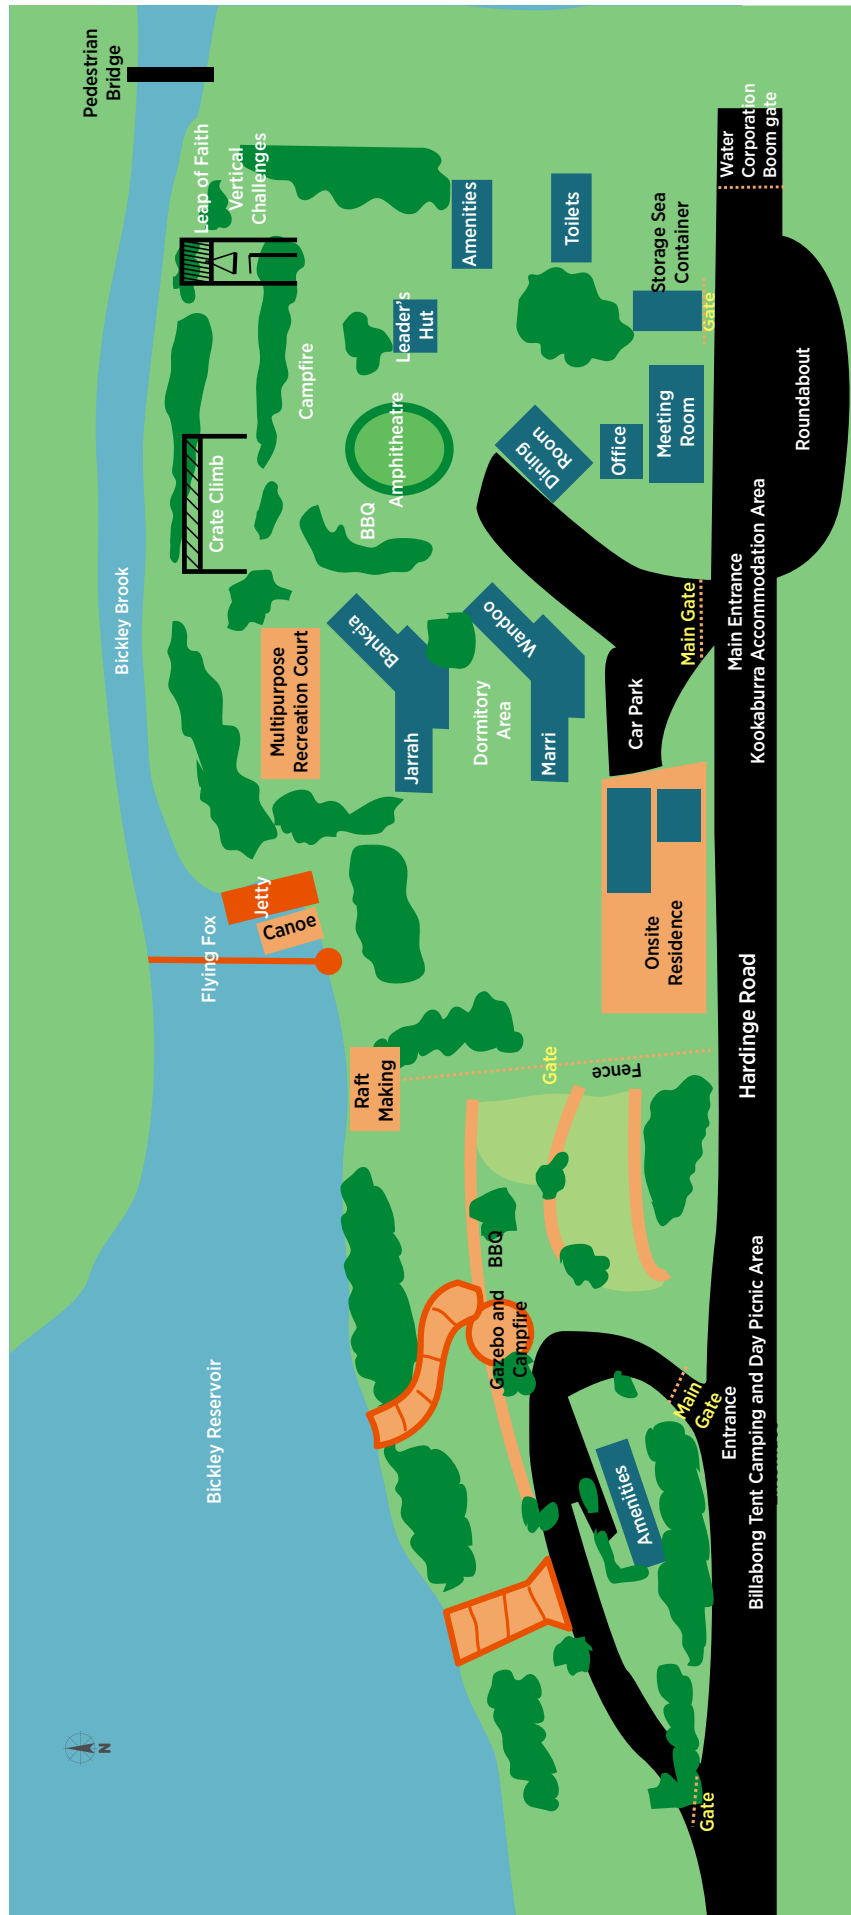 Pedestrian
Bridge
Leap of Faith
Vertical
Challenges
Water
Corporation
Boom gate
Amenities
Toilets
Storage Sea
Container
Gate
Leader's
Hut
Campfire
Roundabout
Amphitheatre
Meeting
Room
Office
Dining
Room
Crate Climb
BBQ
Bickley Brook
Main Entrance
Kookaburra Accommodation Area
Main Gate
Banksia
Wandoo
Multipurpose
Recreation Court
Car Park
Dormitory
Area
Jarrah
Marri
Jetty
Canoe
Flying Fox
Onsite
Residence
Hardinge Road
Raft
Making
Gate
Fence
BBQ
Gazebo and
Campfire
Main
Gate
Entrance
Billabong Tent Camping and Day Picnic Area
Bickley Reservoir
Amenities
Gate
N